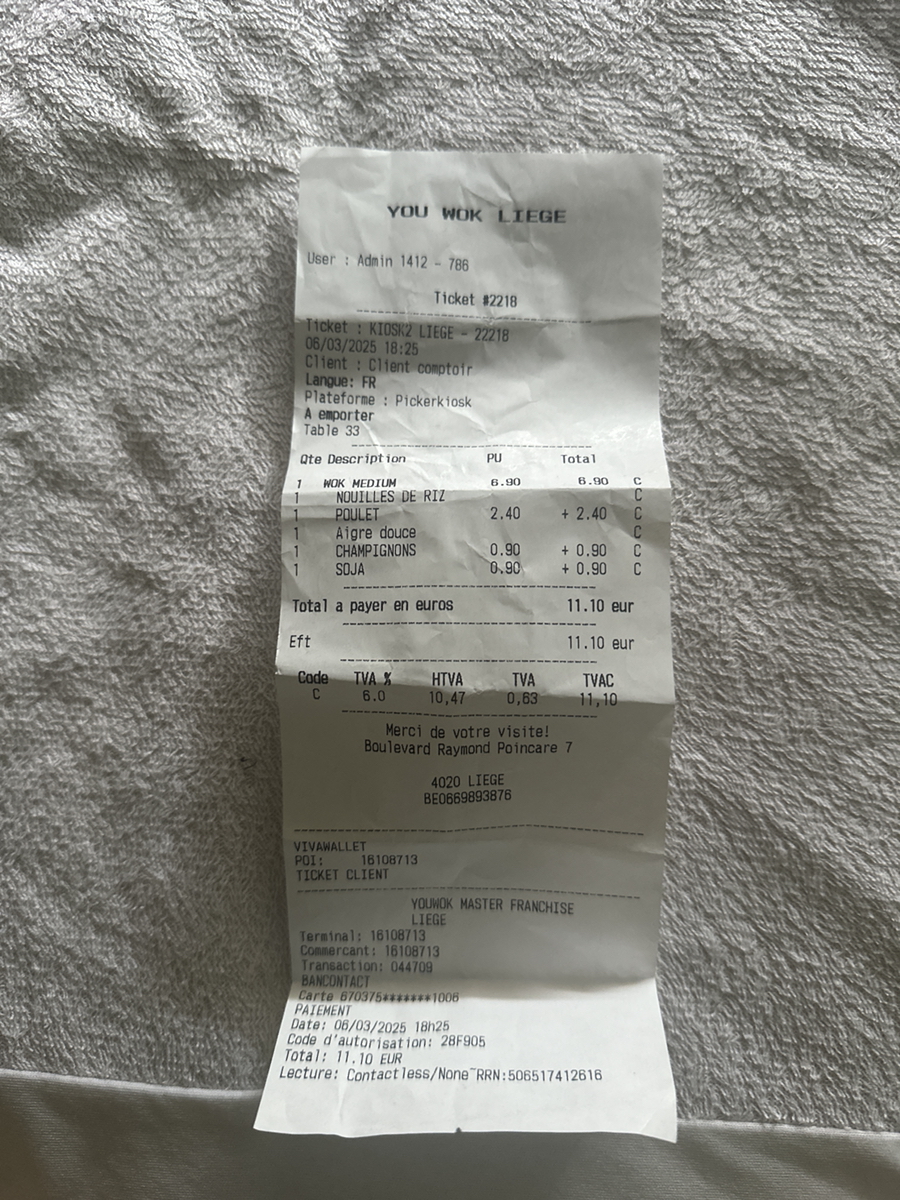 YOU WOK LIEGE
User : Admin 1412 - 786
Ticket #2218
Ticket : KIOSK2 LIEGE - 22218
06/03/2025 18:25
Client : Client comptoir
Langue: FR
Plateforme : Pickerkiosk
A emporter
Table 33
Qte Description PU Total
1 WOK MEDIUM 6.90 6.90 C
1 NOUILLES DE RIZ C
1 POULET 2.40 + 2.40 C
1 Aigre douce C
1 CHAMPIGNONS 0.90 + 0.90 C
1 SOJA 0.90 + 0.90 C
Total a payer en euros 11.10 eur
Eft 11.10 eur
Code TVA % HTVA TVA TVAC
C 6.0 10,47 0,63 11,10
Merci de votre visite!
Boulevard Raymond Poincare 7
4020 LIEGE
BE0669893876
VIVAWALLET
POI: 16108713
TICKET CLIENT
YOUWOK MASTER FRANCHISE
LIEGE
Terminal: 16108713
Commercant: 16108713
Transaction: 044709
BANCONTACT
Carte 670375*******1006
PAIEMENT
Date: 06/03/2025 18h25
Code d'autorisation: 28F905
Total: 11.10 EUR
Lecture: Contactless/None~RRN:506517412616